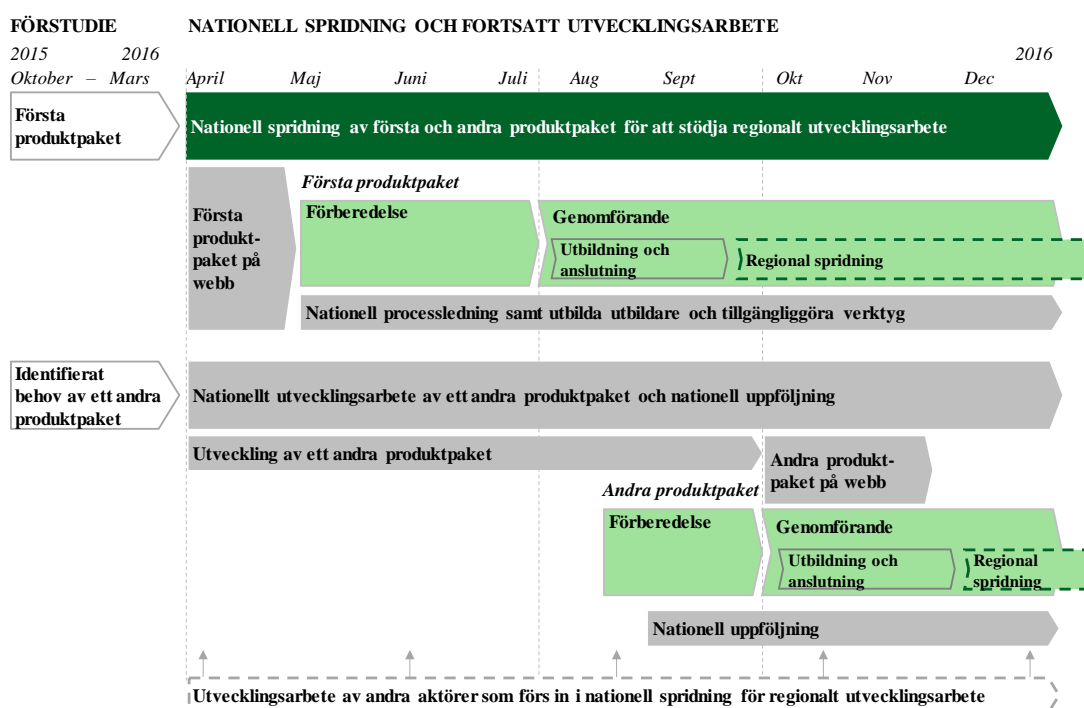 FÖRSTUDIE
NATIONELL SPRIDNING OCH FORTSATT UTVECKLINGSARBETE
2015 2016
2016
Oktober – Mars
April Maj Juni Juli Aug Sept Okt Nov Dec
Första
produktpaket
Nationell spridning av första och andra produktpaket för att stödja regionalt utvecklingsarbete
Första
produkt-
paket på
webb
Första produktpaket
Förberedelse
Genomförande
Utbildning och
anslutning
Regional spridning
Nationell processledning samt utbilda utbildare och tillgängliggöra verktyg
Identifierat
behov av ett andra
produktpaket
Nationellt utvecklingsarbete av ett andra produktpaket och nationell uppföljning
Utveckling av ett andra produktpaket
Andra produkt-
paket på webb
Andra produktpaket
Förberedelse
Genomförande
Utbildning och
anslutning
Regional
spridning
Nationell uppföljning
Utvecklingsarbete av andra aktörer som förs in i nationell spridning för regionalt utvecklingsarbete